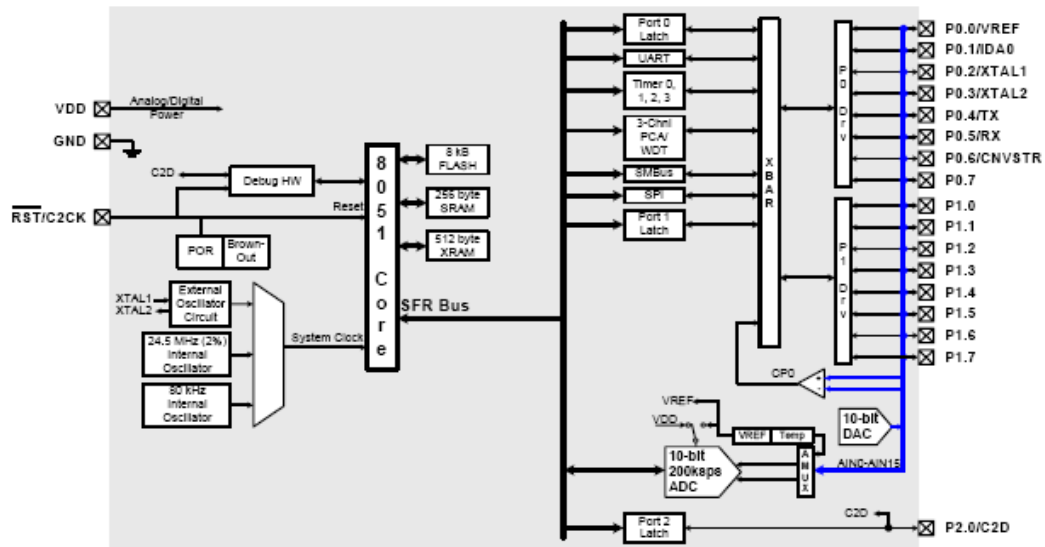 VDD
Analog/Digital
Power
GND
C2D
Debug HW
RST/C2CK
Reset
POR
Brown-
Out
XTAL1
XTAL2
External
Oscillator
Circuit
24.5 MHz (2%)
Internal
Oscillator
80 kHz
Internal
Oscillator
System Clock
8051 Core
8 kB
FLASH
256 byte
SRAM
512 byte
XRAM
SFR Bus
Port 0
Latch
UART
Timer 0,
1, 2, 3
3-Chnl
PCA/
WDT
SMBus
SPI
Port 1
Latch
XBAR
P0 Drv
P1 Drv
P0.0/VREF
P0.1/IDA0
P0.2/XTAL1
P0.3/XTAL2
P0.4/TX
P0.5/RX
P0.6/CNVSTR
P0.7
P1.0
P1.1
P1.2
P1.3
P1.4
P1.5
P1.6
P1.7
CP0
+
-
VREF
VDD
VREF
Temp
10-bit
DAC
10-bit
200ksps
ADC
AMUX
AIN0-AIN15
Port 2
Latch
C2D
P2.0/C2D